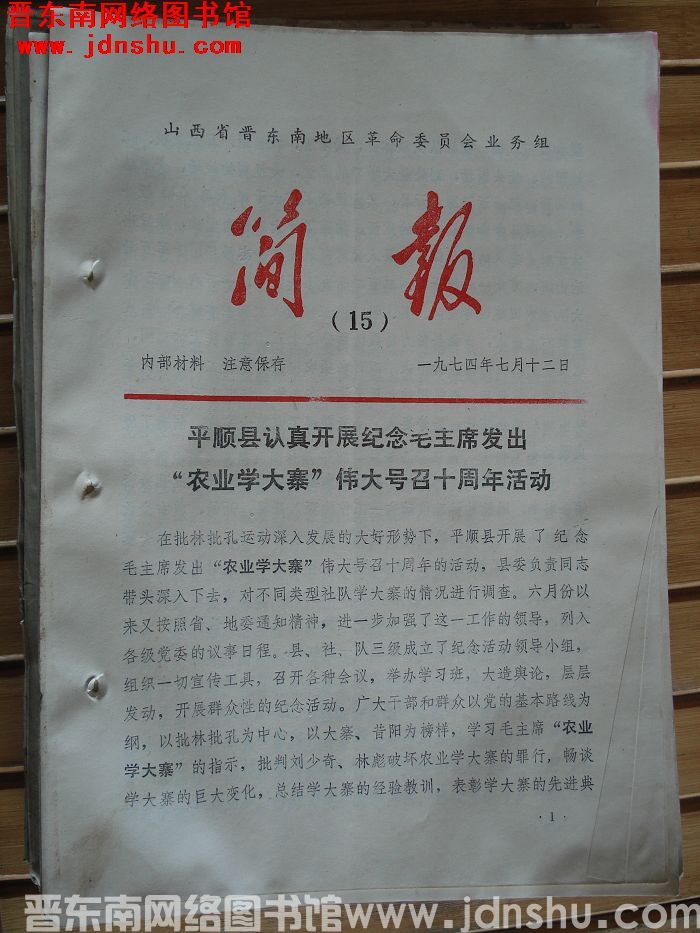 晋东南网络图书馆
www.jdnshu.com
山西省晋东南地区革命委员会业务组
简报
(15)
内部材料 注意保存 一九七四年七月十二日
平顺县认真开展纪念毛主席发出
“农业学大寨”伟大号召十周年活动
在批林批孔运动深入发展的大好形势下，平顺县开展了纪念
毛主席发出“农业学大寨”伟大号召十周年的活动，县委负责同志
带头深入下去，对不同类型社队学大寨的情况进行调查。六月份以
来又按照省、地委通知精神，进一步加强了这一工作的领导，列入
各级党委的议事日程。县、社、队三级成立了纪念活动领导小组，
组织一切宣传工具，召开各种会议，举办学习班，大造舆论，层层
发动，开展群众性的纪念活动。广大干部和群众以党的基本路线为
纲，以批林批孔为中心，以大寨、昔阳为榜样，学习毛主席“农业
学大寨”的指示，批判刘少奇、林彪破坏农业学大寨的罪行，畅谈
学大寨的巨大变化，总结学大寨的经验教训，表彰学大寨的先进典
·1·
晋东南网络图书馆www.jdnshu.com